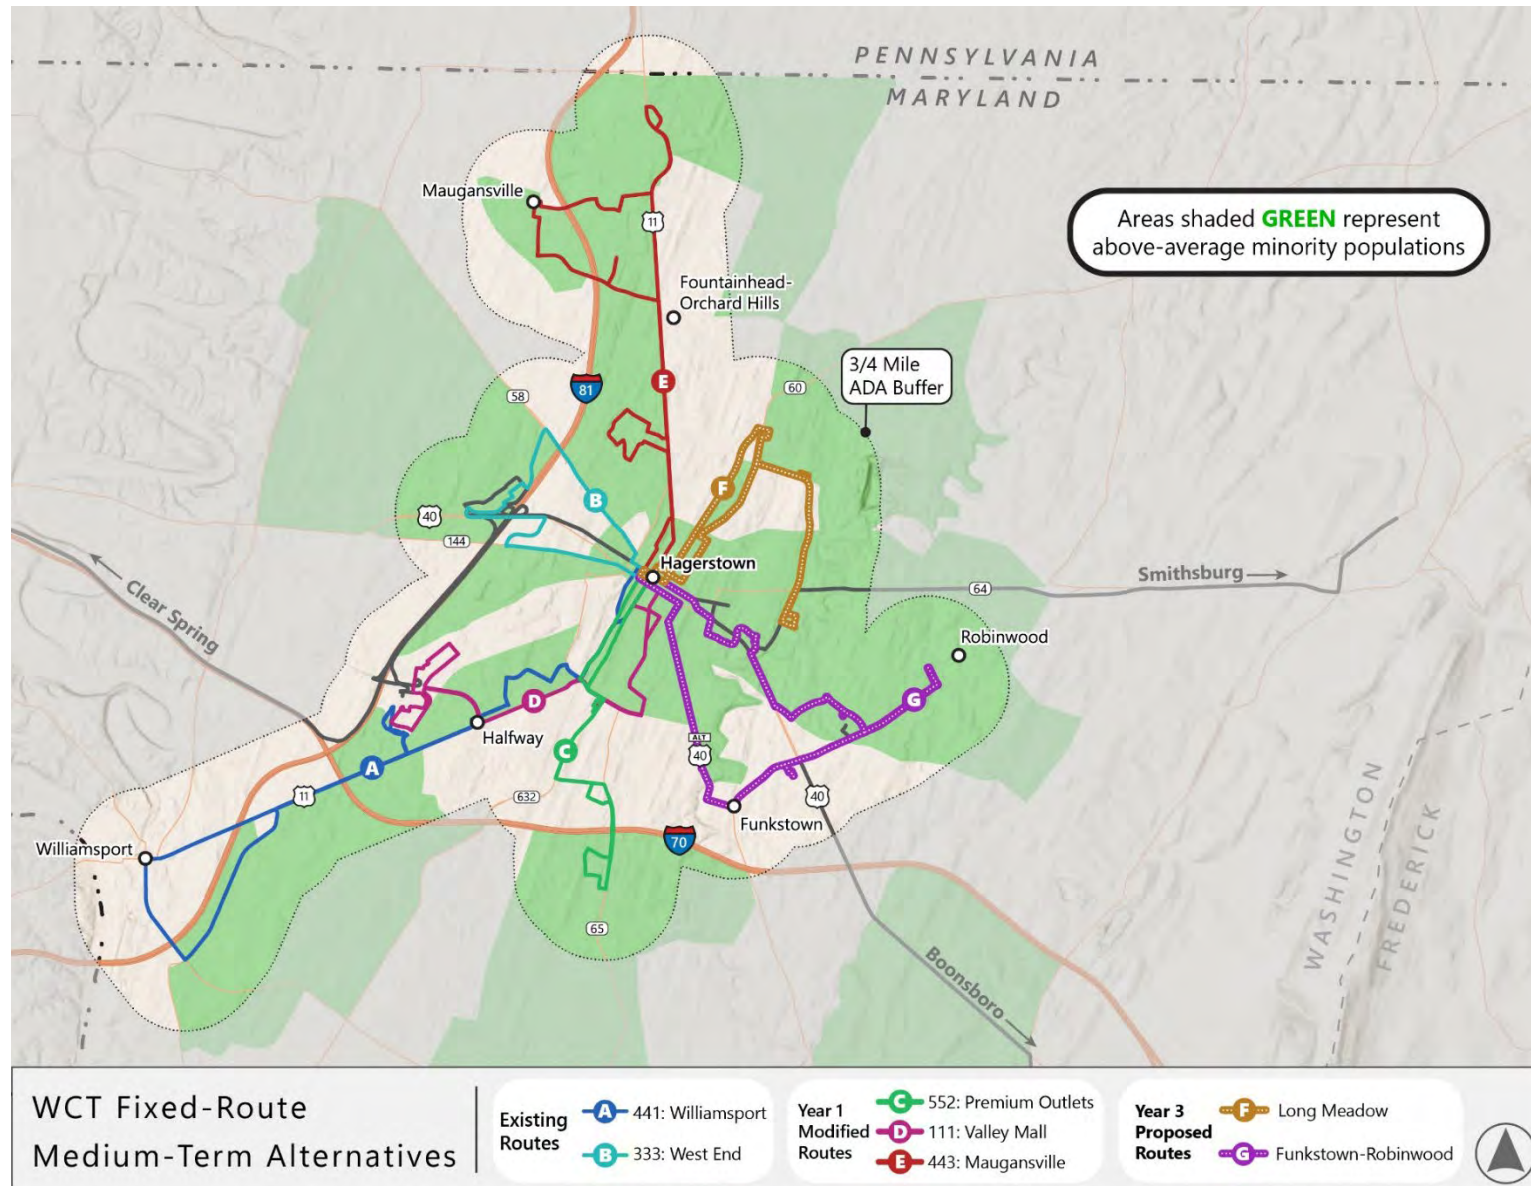 PENNSYLVANIA
MARYLAND
Maugansville
11
Areas shaded GREEN represent
above-average minority populations
Fountainhead-
Orchard Hills
3/4 Mile
ADA Buffer
81
E
60
58
F
B
40
144
Hagerstown
Clear Spring
64
Smithsburg
Robinwood
D
G
Halfway
C
ALT
40
A
11
632
40
Funkstown
70
Williamsport
65
Boonsboro
WASHINGTON
FREDERICK
WCT Fixed-Route
Medium-Term Alternatives
Existing
Routes
A 441: Williamsport
B 333: West End
Year 1
Modified
Routes
C 552: Premium Outlets
D 111: Valley Mall
E 443: Maugansville
Year 3
Proposed
Routes
F Long Meadow
G Funkstown-Robinwood